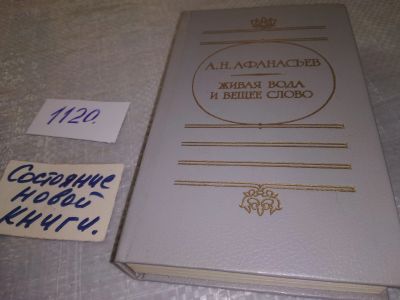 А.Н.АФАНАСЬЕВ
ЖИВАЯ ВОДА
И ВЕЩЕЕ СЛОВО
1120.
Состояние
новой
книги.